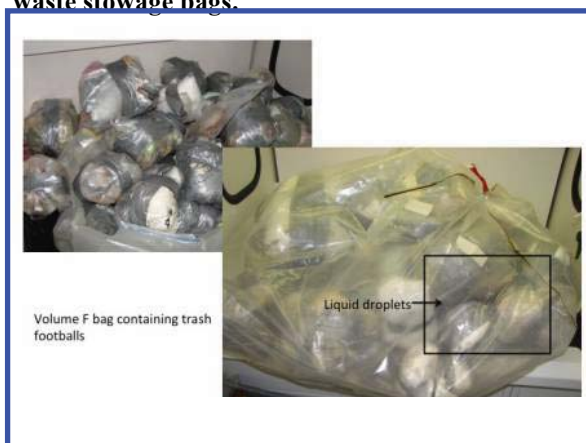 waste stowage bags.
Liquid droplets
Volume F bag containing trash
footballs